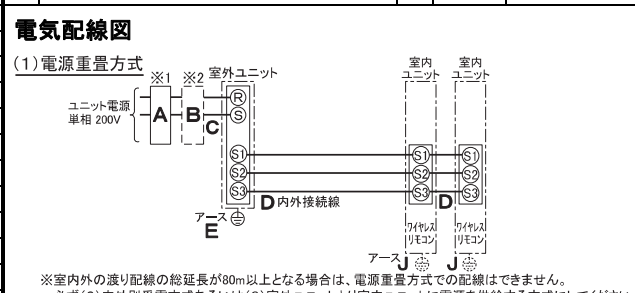 電気配線図
(1)電源重畳方式
※1 ※2 室外ユニット
室内
ユニット
室内
ユニット
ユニット電源
単相 200V
A
B
C
R
S
S1
S2
S3
S1
S2
S3
S1
S2
S3
D 内外接続線
D
アース
E
ワイヤレス
リモコン
ワイヤレス
リモコン
アース J
J
※室内外の渡り配線の総延長が80m以上となる場合は、電源重畳方式での配線はできません。